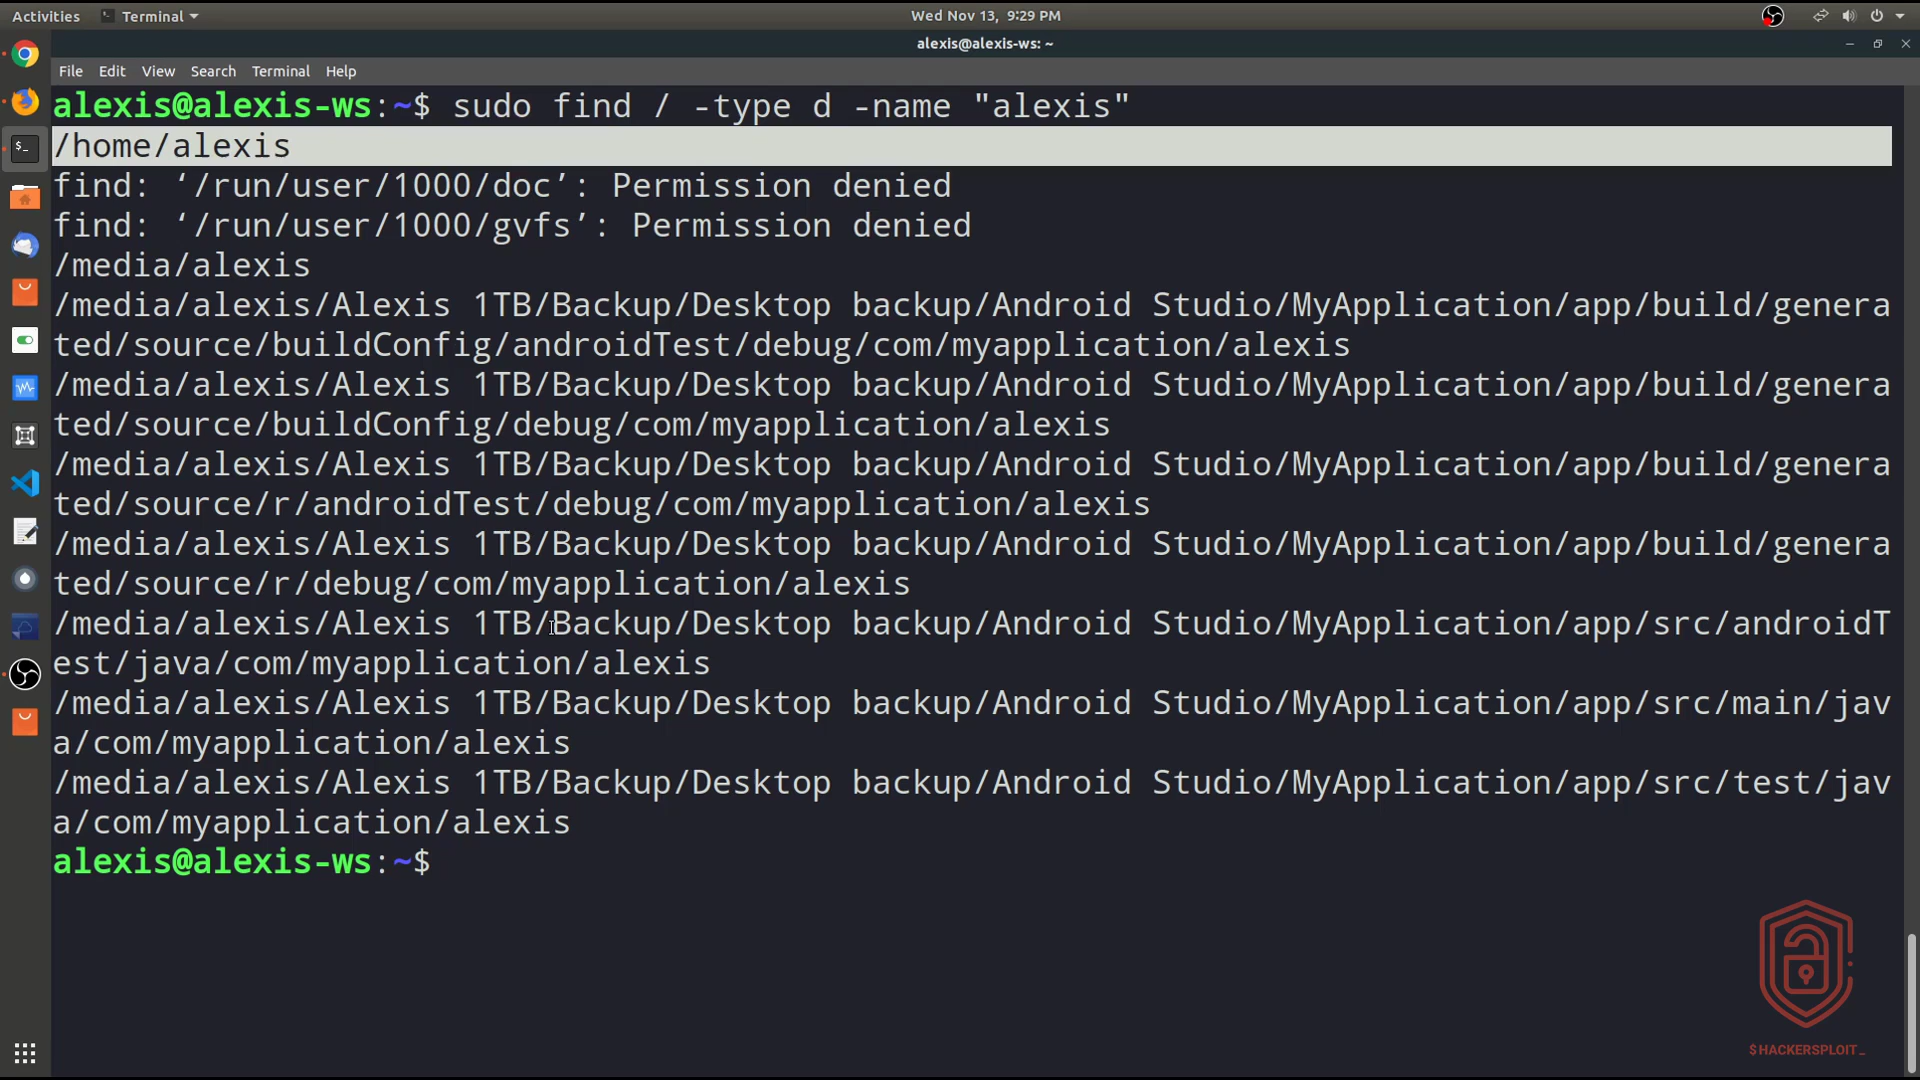 Activities Terminal Wed Nov 13, 9:29 PM
alexis@alexis-ws: ~
File Edit View Search Terminal Help
alexis@alexis-ws:~$ sudo find / -type d -name "alexis"
/home/alexis
find: ‘/run/user/1000/doc’: Permission denied
find: ‘/run/user/1000/gvfs’: Permission denied
/media/alexis
/media/alexis/Alexis 1TB/Backup/Desktop backup/Android Studio/MyApplication/app/build/genera
ted/source/buildConfig/androidTest/debug/com/myapplication/alexis
/media/alexis/Alexis 1TB/Backup/Desktop backup/Android Studio/MyApplication/app/build/genera
ted/source/buildConfig/debug/com/myapplication/alexis
/media/alexis/Alexis 1TB/Backup/Desktop backup/Android Studio/MyApplication/app/build/genera
ted/source/r/androidTest/debug/com/myapplication/alexis
/media/alexis/Alexis 1TB/Backup/Desktop backup/Android Studio/MyApplication/app/build/genera
ted/source/r/debug/com/myapplication/alexis
/media/alexis/Alexis 1TB/Backup/Desktop backup/Android Studio/MyApplication/app/src/androidT
est/java/com/myapplication/alexis
/media/alexis/Alexis 1TB/Backup/Desktop backup/Android Studio/MyApplication/app/src/main/jav
a/com/myapplication/alexis
/media/alexis/Alexis 1TB/Backup/Desktop backup/Android Studio/MyApplication/app/src/test/jav
a/com/myapplication/alexis
alexis@alexis-ws:~$
$HACKERSPLOIT_